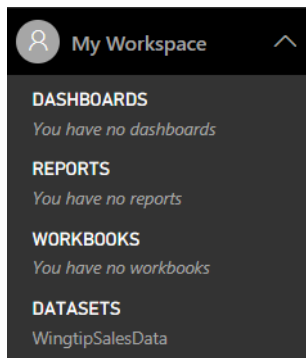 My Workspace
DASHBOARDS
You have no dashboards
REPORTS
You have no reports
WORKBOOKS
You have no workbooks
DATASETS
WingtipSalesData